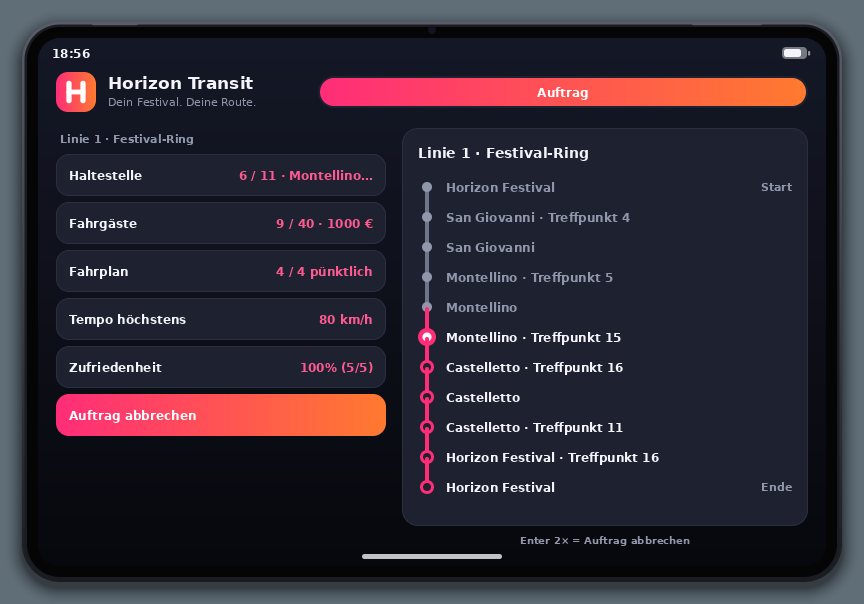 18:56
H
Horizon Transit
Dein Festival. Deine Route.
Auftrag
Linie 1 · Festival-Ring
Haltestelle 6 / 11 · Montellino...
Fahrgäste 9 / 40 · 1000 €
Fahrplan 4 / 4 pünktlich
Tempo höchstens 80 km/h
Zufriedenheit 100% (5/5)
Auftrag abbrechen
Linie 1 · Festival-Ring
Horizon Festival Start
San Giovanni · Treffpunkt 4
San Giovanni
Montellino · Treffpunkt 5
Montellino
Montellino · Treffpunkt 15
Castelletto · Treffpunkt 16
Castelletto
Castelletto · Treffpunkt 11
Horizon Festival · Treffpunkt 16
Horizon Festival Ende
Enter 2× = Auftrag abbrechen